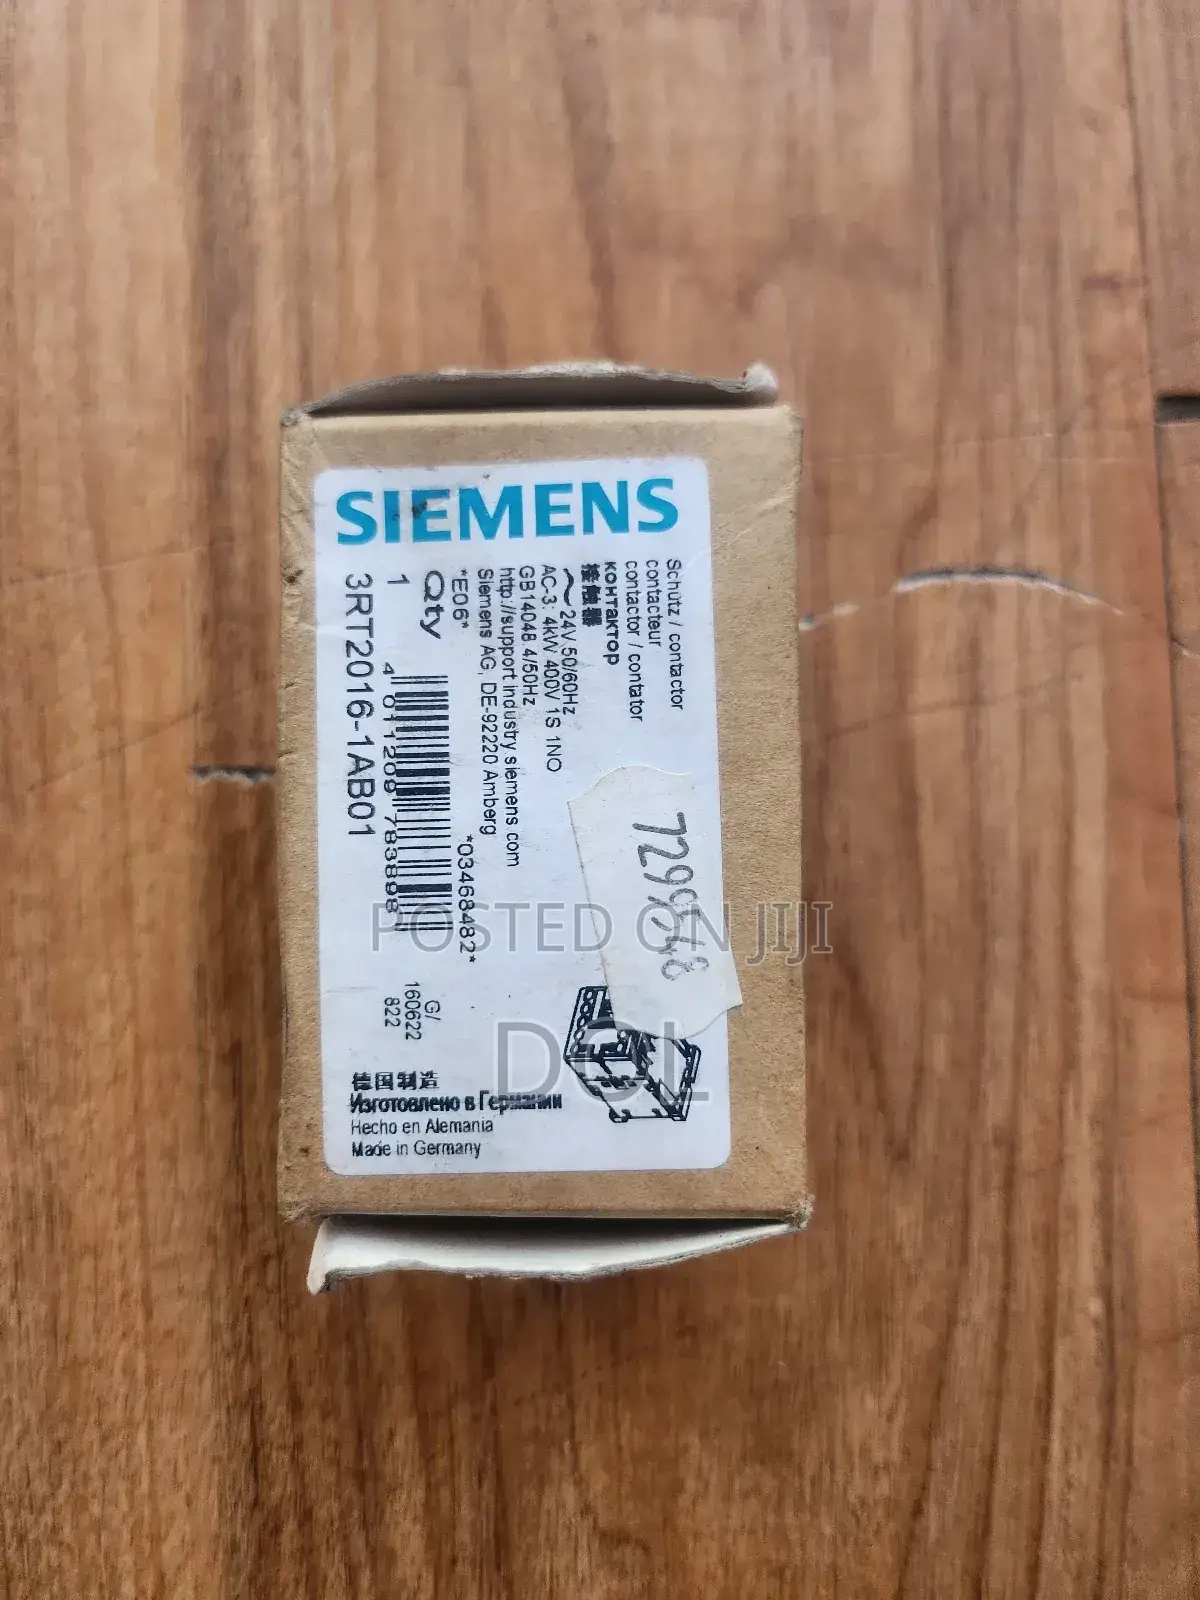 SIEMENS
Schütz / contactor
contacteur
contactor / contator
контактор
接触器
~ 24V 50/60Hz
AC-3: 4kW 400V 1S 1NO
GB14048.4/50Hz
http://support.industry.siemens.com
Siemens AG, DE-92220 Amberg
*E06*
*03468482*
Qty
1
4 011209 783898
3RT2016-1AB01
G/
160622
822
德国制造
Изготовлено в Германии
Hecho en Alemania
Made in Germany
7299548
POSTED ON JIJI
DGL